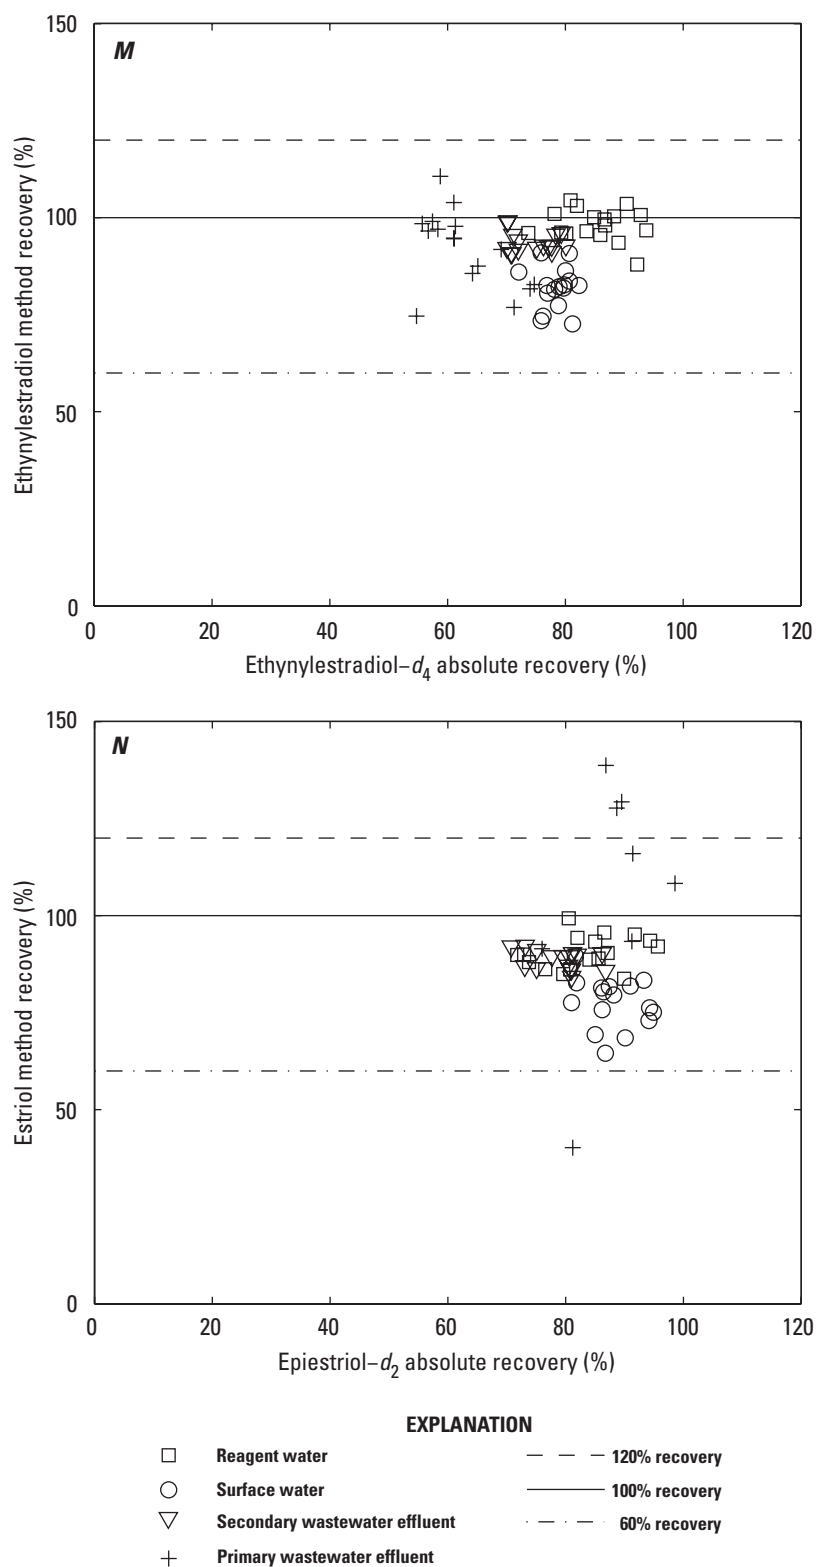 150
M
100
50
0
Ethynylestradiol method recovery (%)
0 20 40 60 80 100 120
Ethynylestradiol–d4 absolute recovery (%)
150
N
100
50
0
Estriol method recovery (%)
0 20 40 60 80 100 120
Epiestriol–d2 absolute recovery (%)
EXPLANATION
Reagent water 120% recovery
Surface water 100% recovery
Secondary wastewater effluent 60% recovery
Primary wastewater effluent